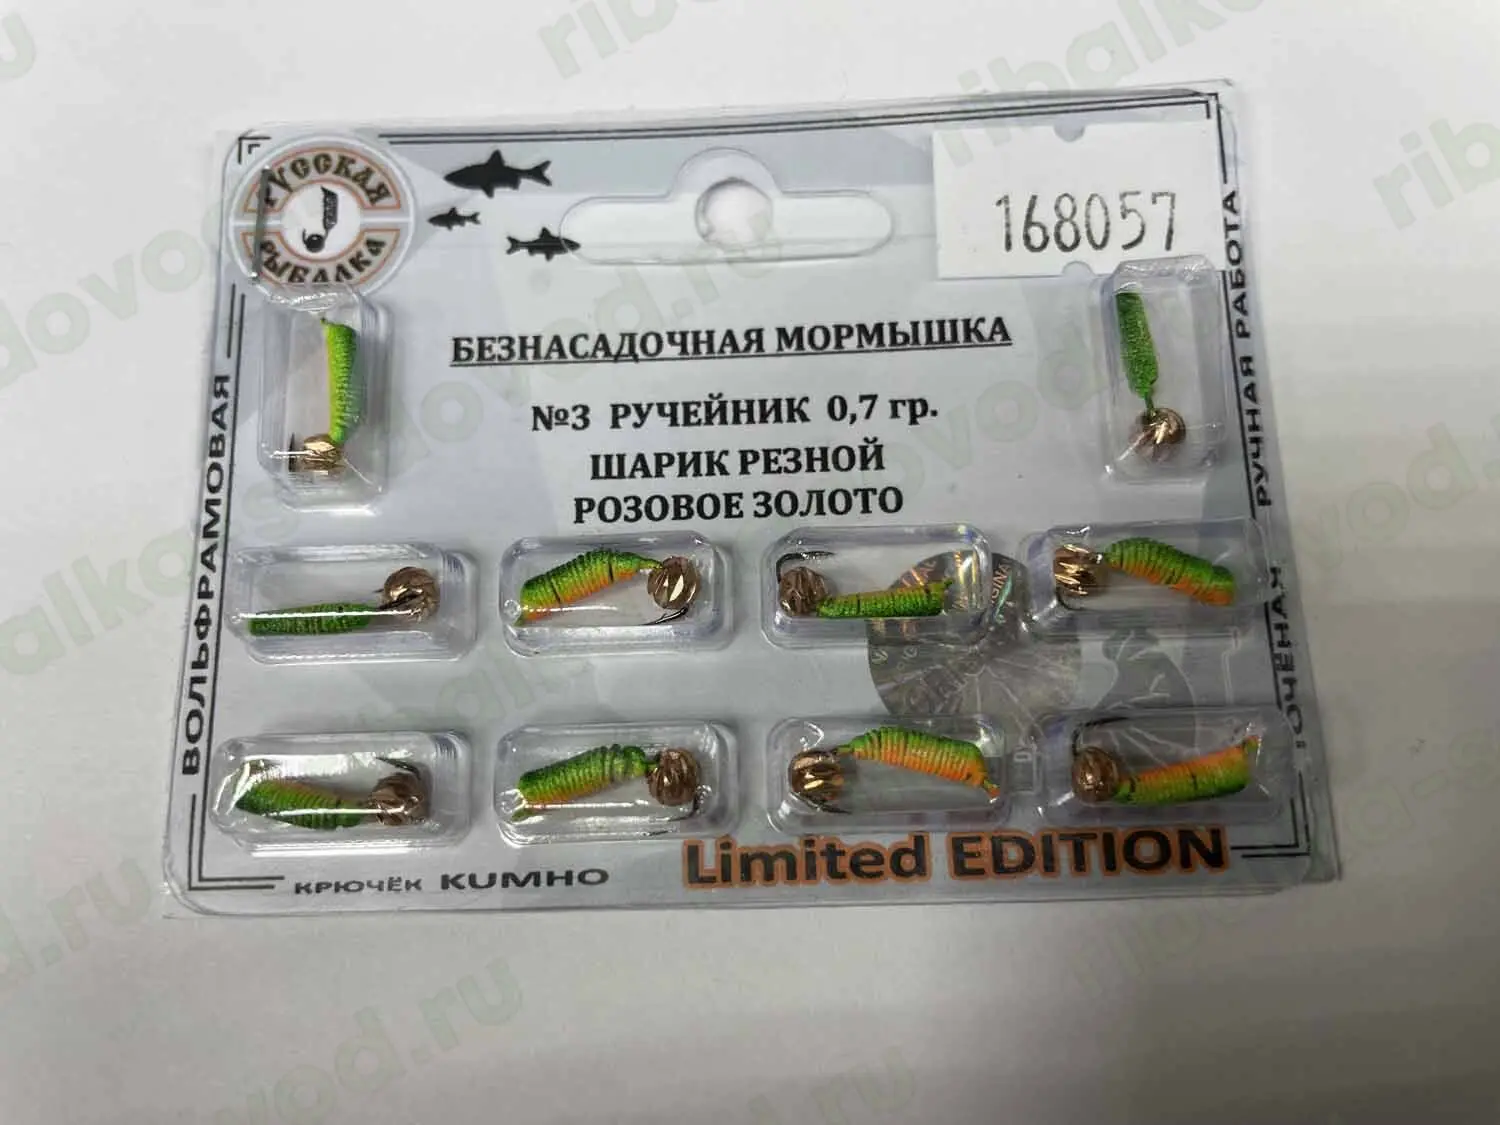 РУССКАЯ
РЫБАЛКА
168057
БЕЗНАСАДОЧНАЯ МОРМЫШКА
№3 РУЧЕЙНИК 0,7 гр.
ШАРИК РЕЗНОЙ
РОЗОВОЕ ЗОЛОТО
ВОЛЬФРАМОВАЯ
РУЧНАЯ РАБОТА
КРЮЧЁК KUMHO
Limited EDITION